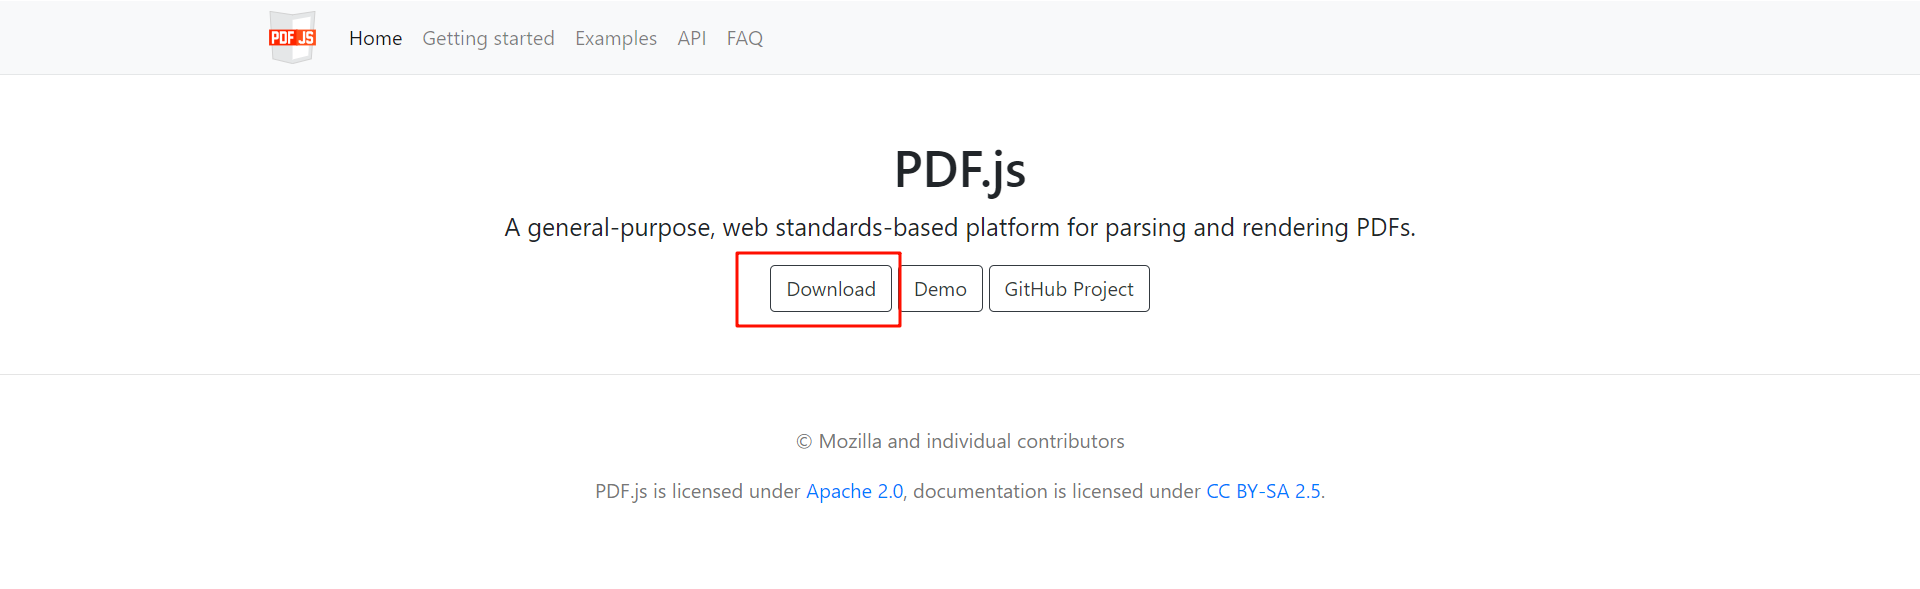 PDF JS Home Getting started Examples API FAQ
PDF.js
A general-purpose, web standards-based platform for parsing and rendering PDFs.
Download Demo GitHub Project
© Mozilla and individual contributors
PDF.js is licensed under Apache 2.0, documentation is licensed under CC BY-SA 2.5.